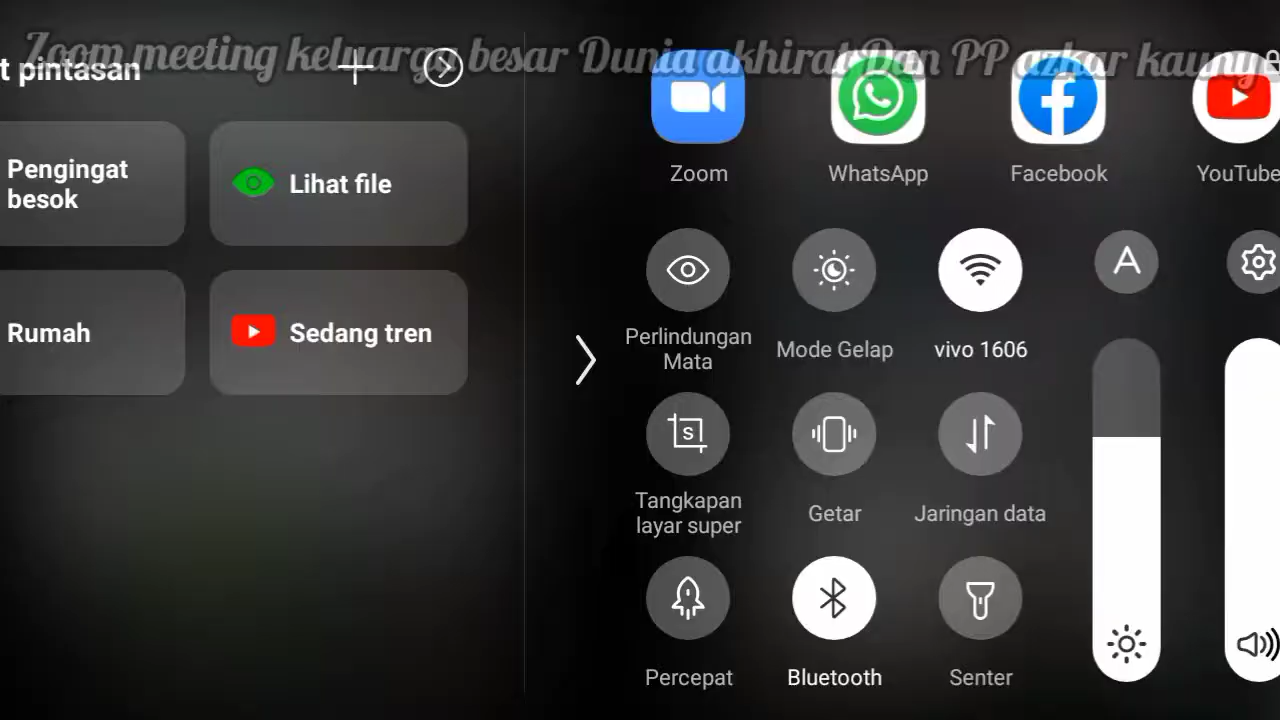 Zoom meeting keluarga besar Dunia akhirat Dan PP azkar kauny
t pintasan
Pengingat
besok
Lihat file
Rumah
Sedang tren
Zoom
WhatsApp
Facebook
YouTube
A
Perlindungan
Mata
Mode Gelap
vivo 1606
S
Tangkapan
layar super
Getar
Jaringan data
Percepat
Bluetooth
Senter